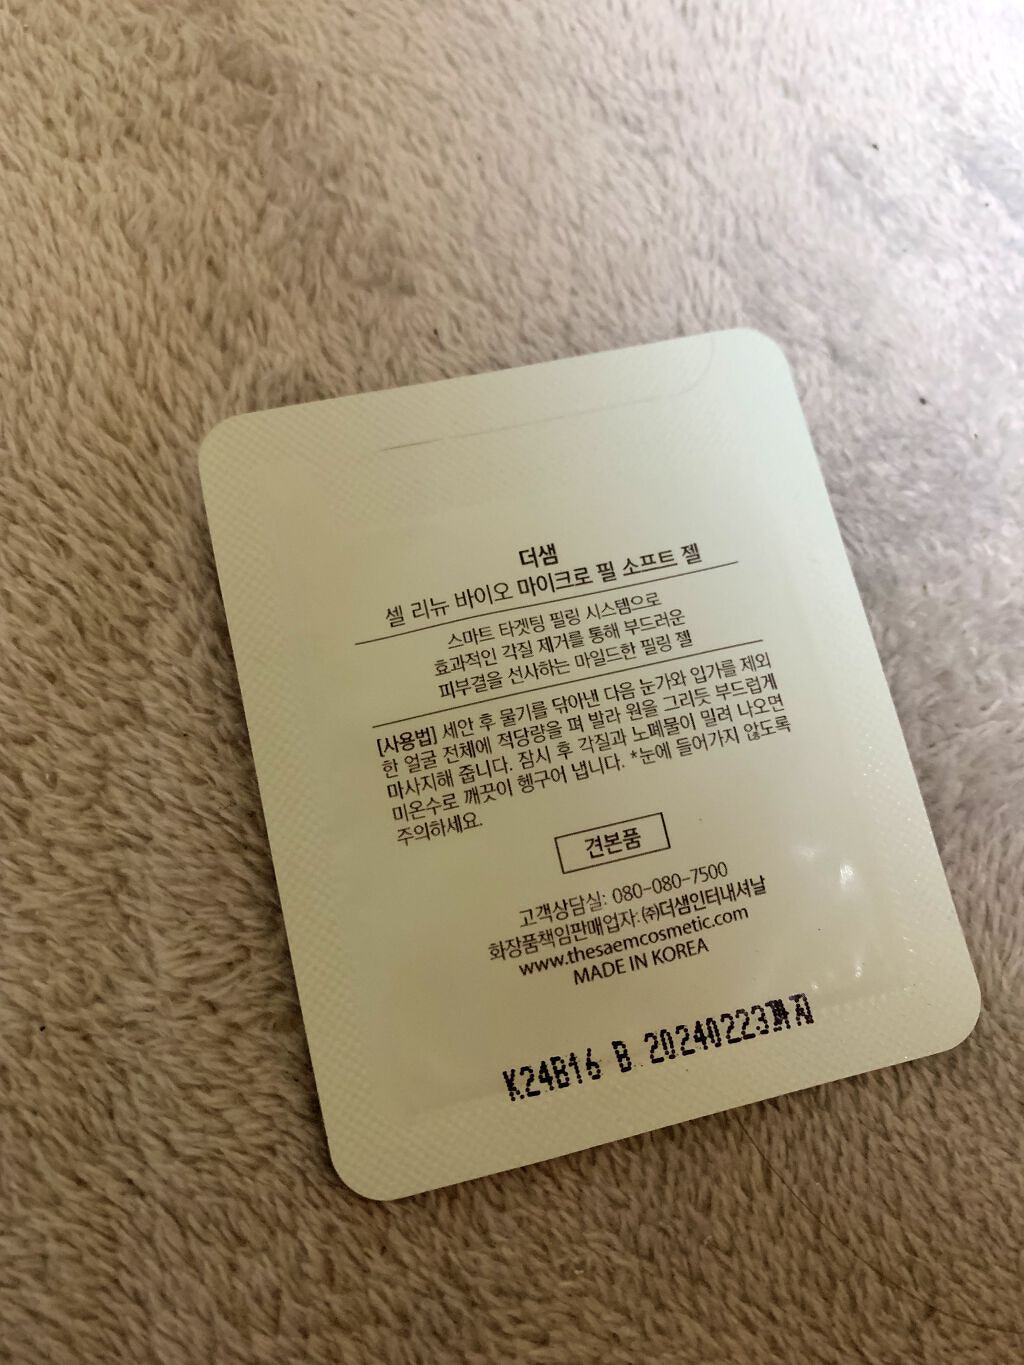 더샘
셀 리뉴 바이오 마이크로 필 소프트 젤
스마트 타겟팅 필링 시스템으로
효과적인 각질 제거를 통해 부드러운
피부결을 선사하는 마일드한 필링 젤
[사용법] 세안 후 물기를 닦아낸 다음 눈가와 입가를 제외
한 얼굴 전체에 적당량을 펴 발라 원을 그리듯 부드럽게
마사지해 줍니다. 잠시 후 각질과 노폐물이 밀려 나오면
미온수로 깨끗이 헹구어 냅니다. *눈에 들어가지 않도록
주의하세요.
견본품
고객상담실: 080-080-7500
화장품책임판매업자:㈜더샘인터내셔날
www.thesaemcosmetic.com
MADE IN KOREA
K24B16 B 20240223까지